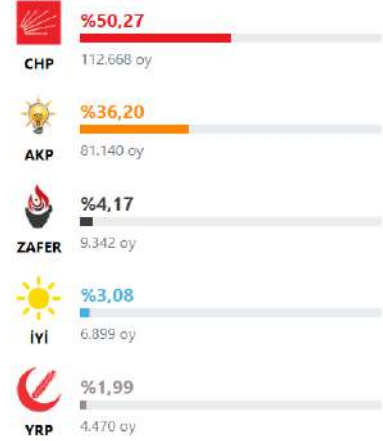 %50,27
CHP
112.668 oy
%36,20
AKP
81.140 oy
%4,17
ZAFER
9.342 oy
%3,08
İYİ
6.899 oy
%1,99
YRP
4.470 oy